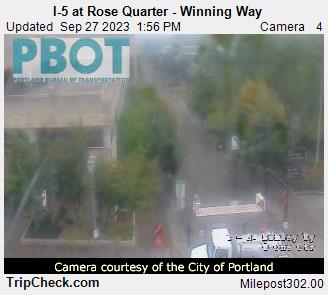 I-5 at Rose Quarter - Winning Way
Updated Sep 27 2023 1:56 PM Camera 4
PBOT
PORTLAND BUREAU OF TRANSPORTATION
Camera courtesy of the City of Portland
TripCheck.com Milepost302.00